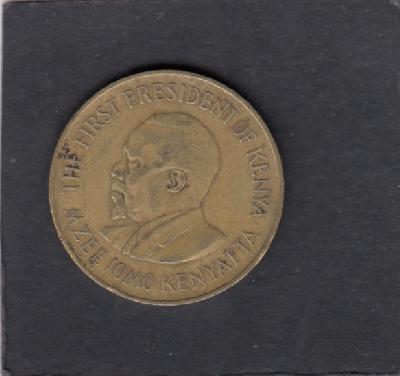 THE FIRST PRESIDENT OF KENYA
MZEE JOMO KENYATTA